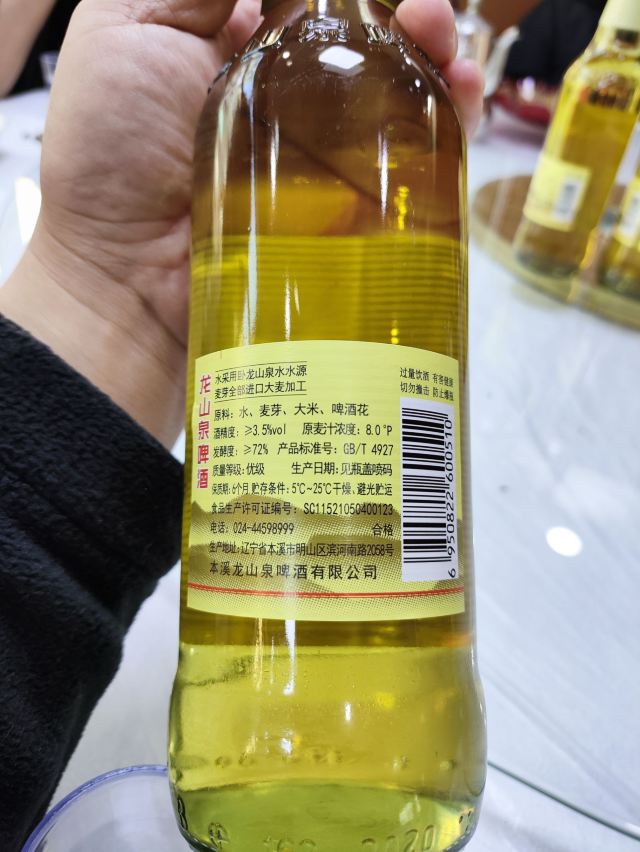 龙山泉啤酒
水采用卧龙山泉水水源
麦芽全部进口大麦加工
原料：水、麦芽、大米、啤酒花
酒精度：≥3.5%vol 原麦汁浓度：8.0°P
发酵度：≥72% 产品标准号：GB/T 4927
质量等级：优级 生产日期：见瓶盖喷码
保质期：6个月 贮存条件：5℃~25℃干燥、避光贮运
食品生产许可证编号：SC11521050400123
电话：024-44598999 合格
生产地址：辽宁省本溪市明山区滨河南路2058号
本溪龙山泉啤酒有限公司
过量饮酒 有害健康
切勿撞击 防止爆瓶
6 950822 600510
2020